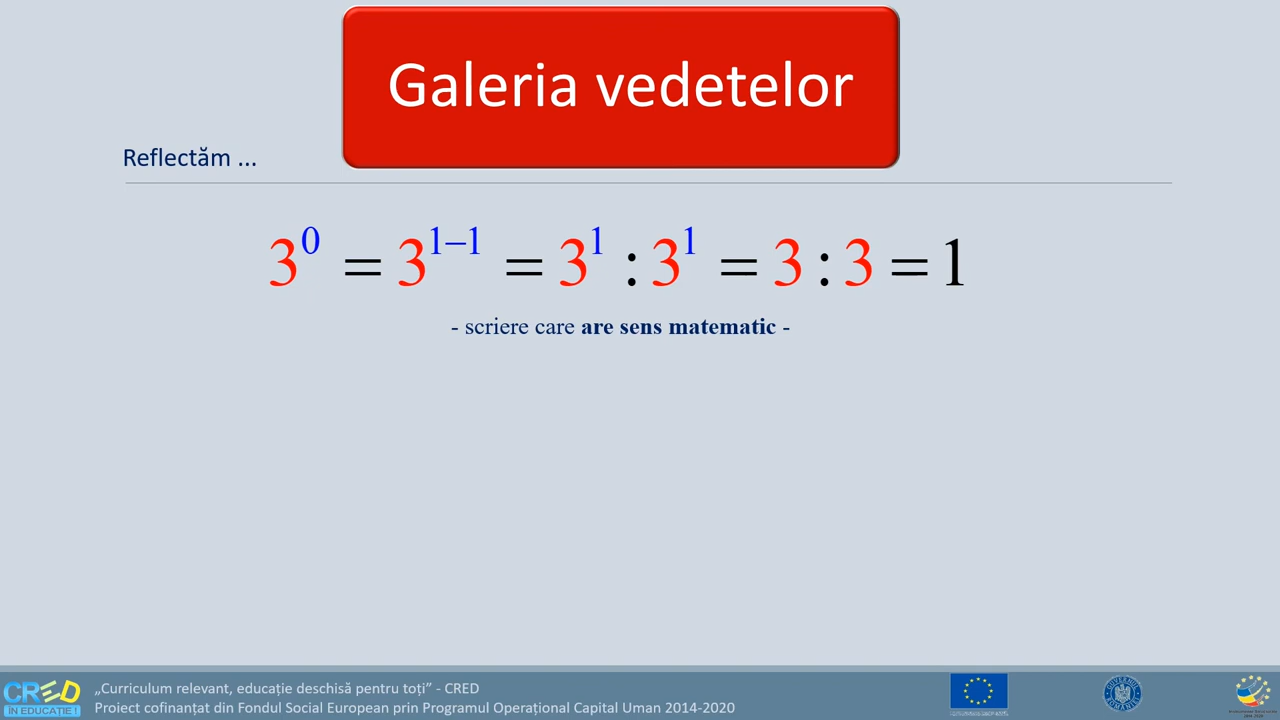 Galeria vedetelor
Reflectăm ...
3⁰ = 3¹⁻¹ = 3¹ : 3¹ = 3 : 3 = 1
- scriere care are sens matematic -
CRED
ÎN EDUCAȚIE !
„Curriculum relevant, educație deschisă pentru toți” - CRED
Proiect cofinanțat din Fondul Social European prin Programul Operațional Capital Uman 2014-2020